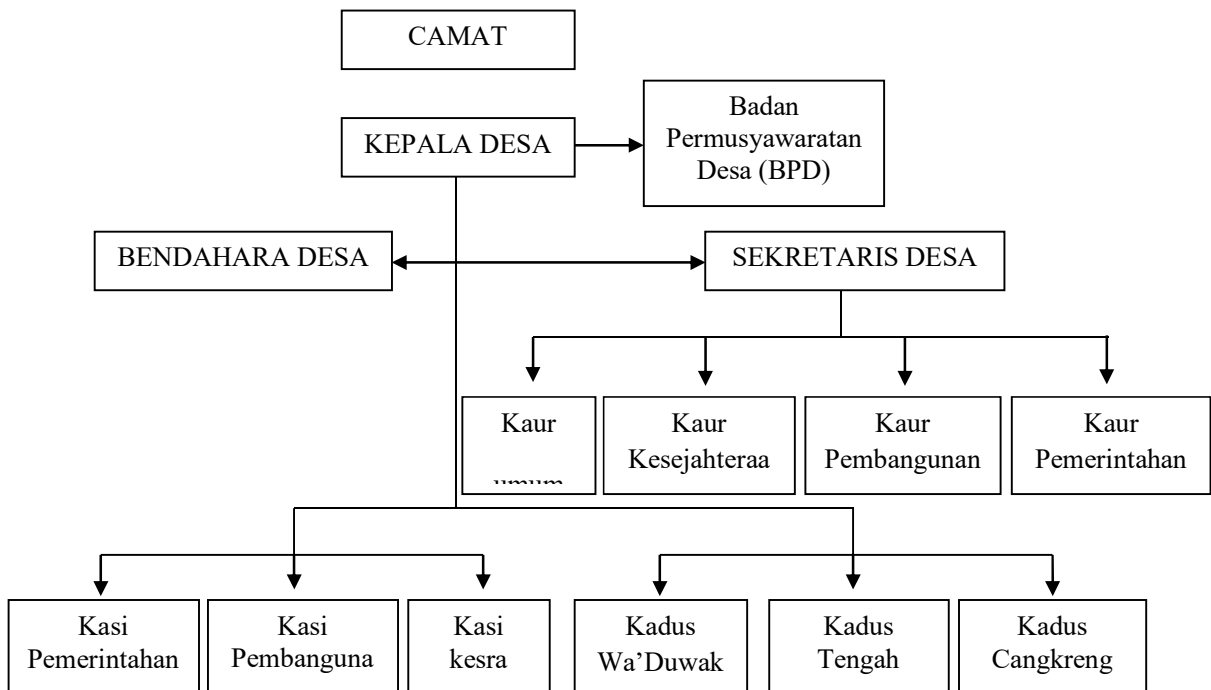 CAMAT
Badan
Permusyawaratan
Desa (BPD)
KEPALA DESA
BENDAHARA DESA
SEKRETARIS DESA
Kaur
umum
Kaur
Kesejahteraa
Kaur
Pembangunan
Kaur
Pemerintahan
Kasi
Pemerintahan
Kasi
Pembanguna
Kasi
kesra
Kadus
Wa’Duwak
Kadus
Tengah
Kadus
Cangkreng